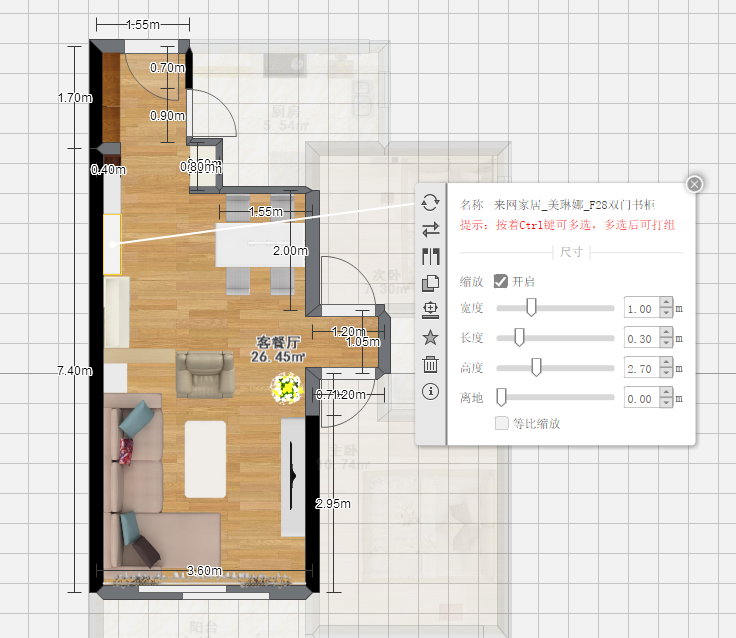 1.55m
0.70m
1.70m
0.90m
厨房
5.54㎡
0.40m
0.80m
名称 来网家居_美琳娜_F28双门书柜
提示：按着Ctrl键可多选，多选后可打组
1.55m
2.00m
尺寸
次卧
缩放 开启
宽度 1.00 m
1.20m
1.05m
长度 0.30 m
客餐厅
26.45㎡
7.40m
高度 2.70 m
1.20m
离地 0.00 m
等比缩放
主卧
10.74㎡
2.95m
3.60m
阳台